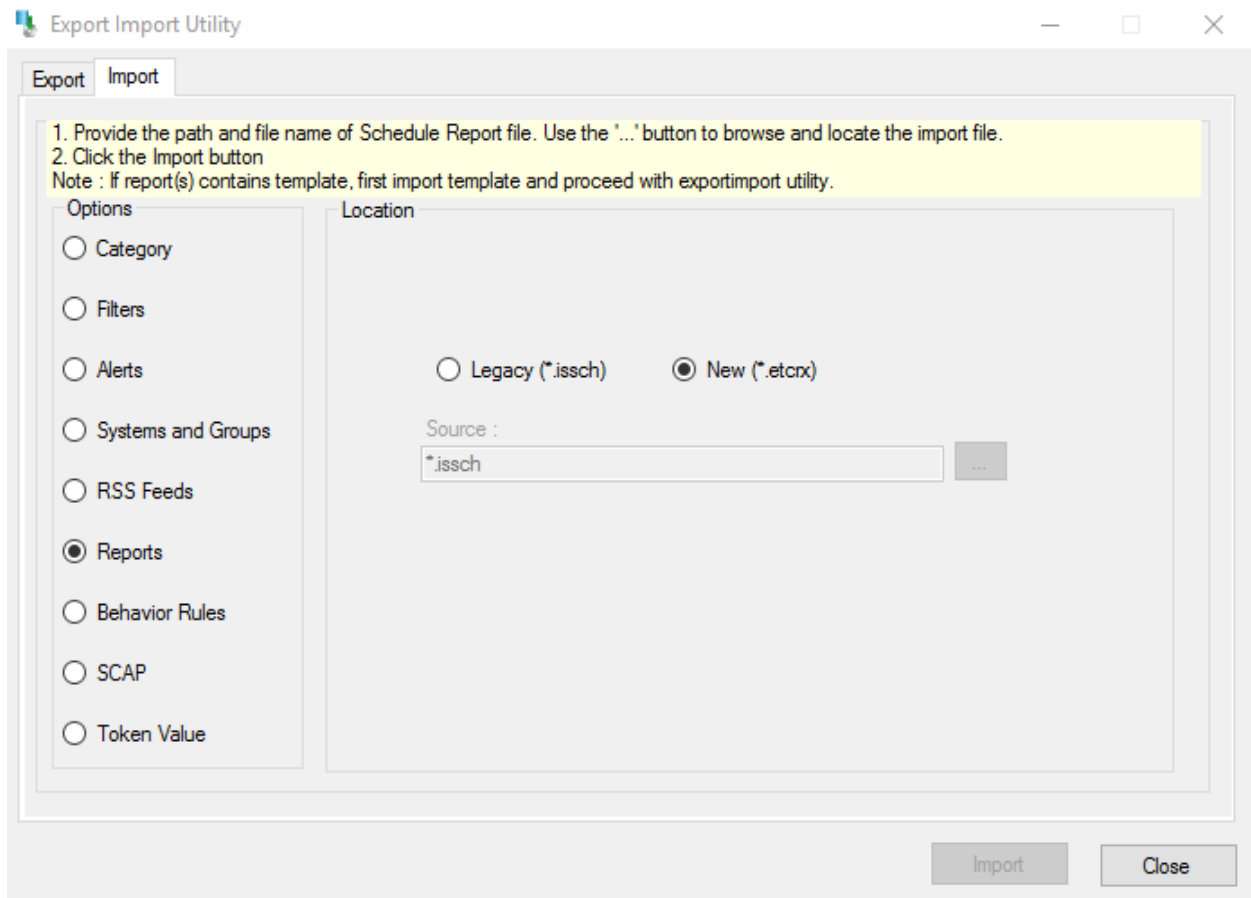 Export Import Utility
Export
Import
1. Provide the path and file name of Schedule Report file. Use the '...' button to browse and locate the import file.
2. Click the Import button
Note : If report(s) contains template, first import template and proceed with exportimport utility.
Options
Category
Filters
Alerts
Systems and Groups
RSS Feeds
Reports
Behavior Rules
SCAP
Token Value
Location
Legacy (*.issch)
New (*.etcrx)
Source :
*.issch
...
Import
Close